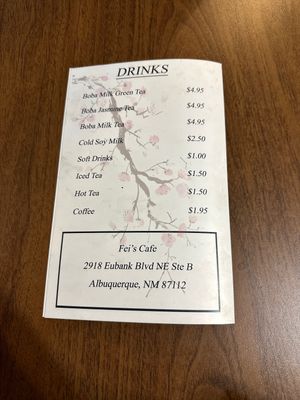 DRINKS
Boba Milk Green Tea $4.95
Boba Jasmine Tea $4.95
Boba Milk Tea $4.95
Cold Soy Milk $2.50
Soft Drinks $1.00
Iced Tea $1.50
Hot Tea $1.50
Coffee $1.95
Fei's Cafe
2918 Eubank Blvd NE Ste B
Albuquerque, NM 87112